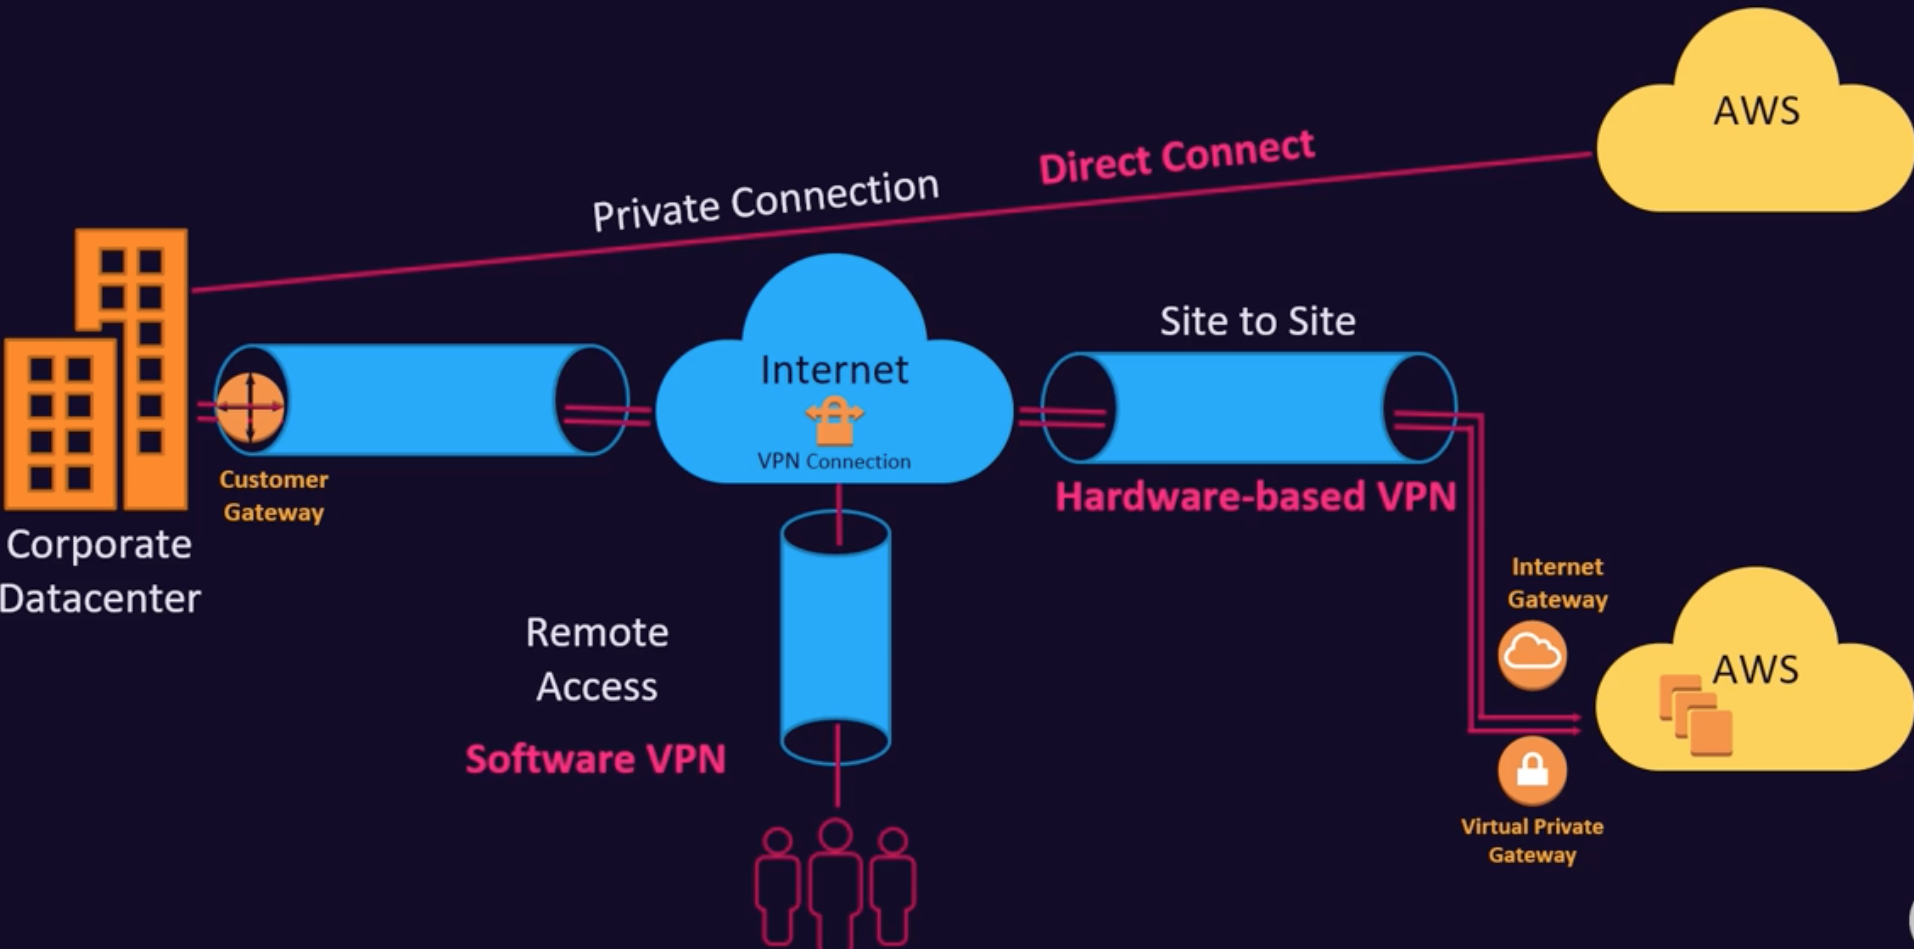 AWS
Private Connection
Direct Connect
Site to Site
Internet
VPN Connection
Customer
Gateway
Hardware-based VPN
Corporate
Datacenter
Internet
Gateway
Remote
Access
AWS
Software VPN
Virtual Private
Gateway